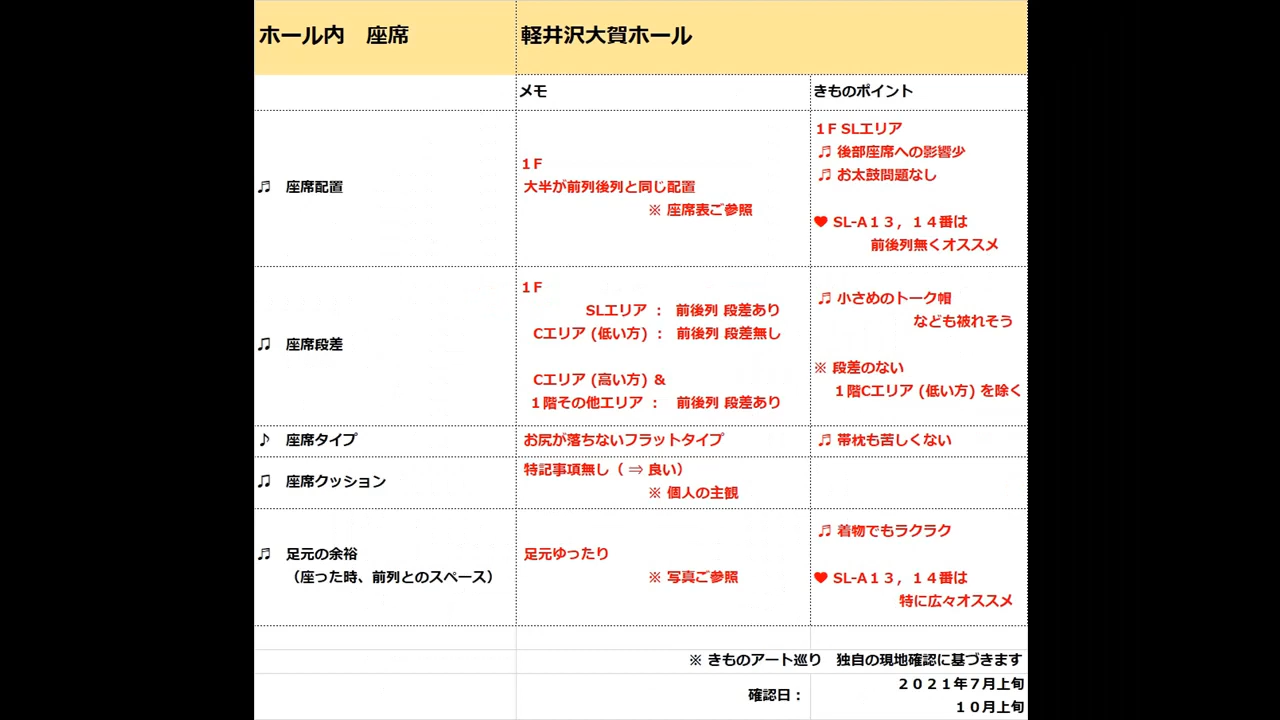 ホール内　座席
軽井沢大賀ホール
メモ
きものポイント
♬　座席配置
１F
大半が前列後列と同じ配置
※ 座席表ご参照
１F SLエリア
♬ 後部座席への影響少
♬ お太鼓問題なし
♥ SL-A１３，１４番は
前後列無くオススメ
♫　座席段差
１F
SLエリア ： 前後列 段差あり
Cエリア (低い方) ： 前後列 段差無し
Cエリア (高い方) ＆
１階その他エリア ： 前後列 段差あり
♬ 小さめのトーク帽
なども被れそう
※ 段差のない
１階Cエリア (低い方) を除く
♪　座席タイプ
お尻が落ちないフラットタイプ
♬ 帯枕も苦しくない
♫　座席クッション
特記事項無し（ ⇒ 良い）
※ 個人の主観
♬　足元の余裕
（座った時、前列とのスペース）
足元ゆったり
※ 写真ご参照
♬ 着物でもラクラク
♥ SL-A１３，１４番は
特に広々オススメ
※ きものアート巡り　独自の現地確認に基づきます
確認日：
２０２１年７月上旬
１０月上旬